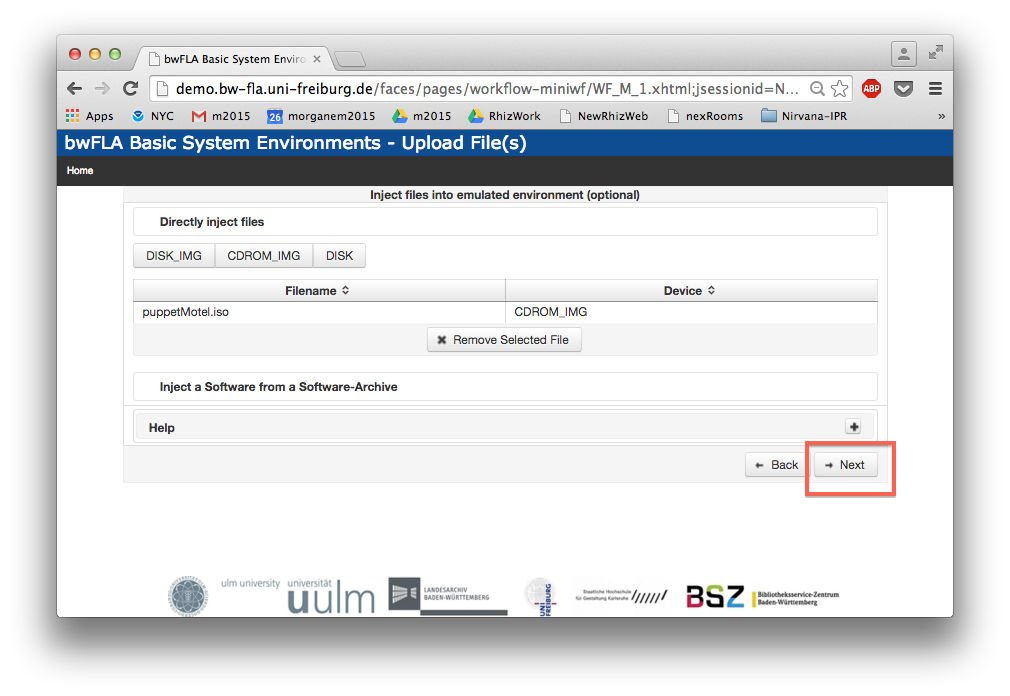 bwFLA Basic System Enviro
demo.bw-fla.uni-freiburg.de/faces/pages/workflow-miniwf/WF_M_1.xhtml;jsessionid=N...
ABP
Apps NYC m2015 26 morganem2015 m2015 RhizWork NewRhizWeb nexRooms Nirvana-IPR »
bwFLA Basic System Environments - Upload File(s)
Home
Inject files into emulated environment (optional)
Directly inject files
DISK_IMG CDROM_IMG DISK
Filename Device
puppetMotel.iso CDROM_IMG
Remove Selected File
Inject a Software from a Software-Archive
Help
Back Next
ulm university universität
uulm
LANDESARCHIV
BADEN-WÜRTTEMBERG
UNI
FREIBURG
Staatliche Hochschule
für Gestaltung Karlsruhe
BSZ
Bibliotheksservice-Zentrum
Baden-Württemberg